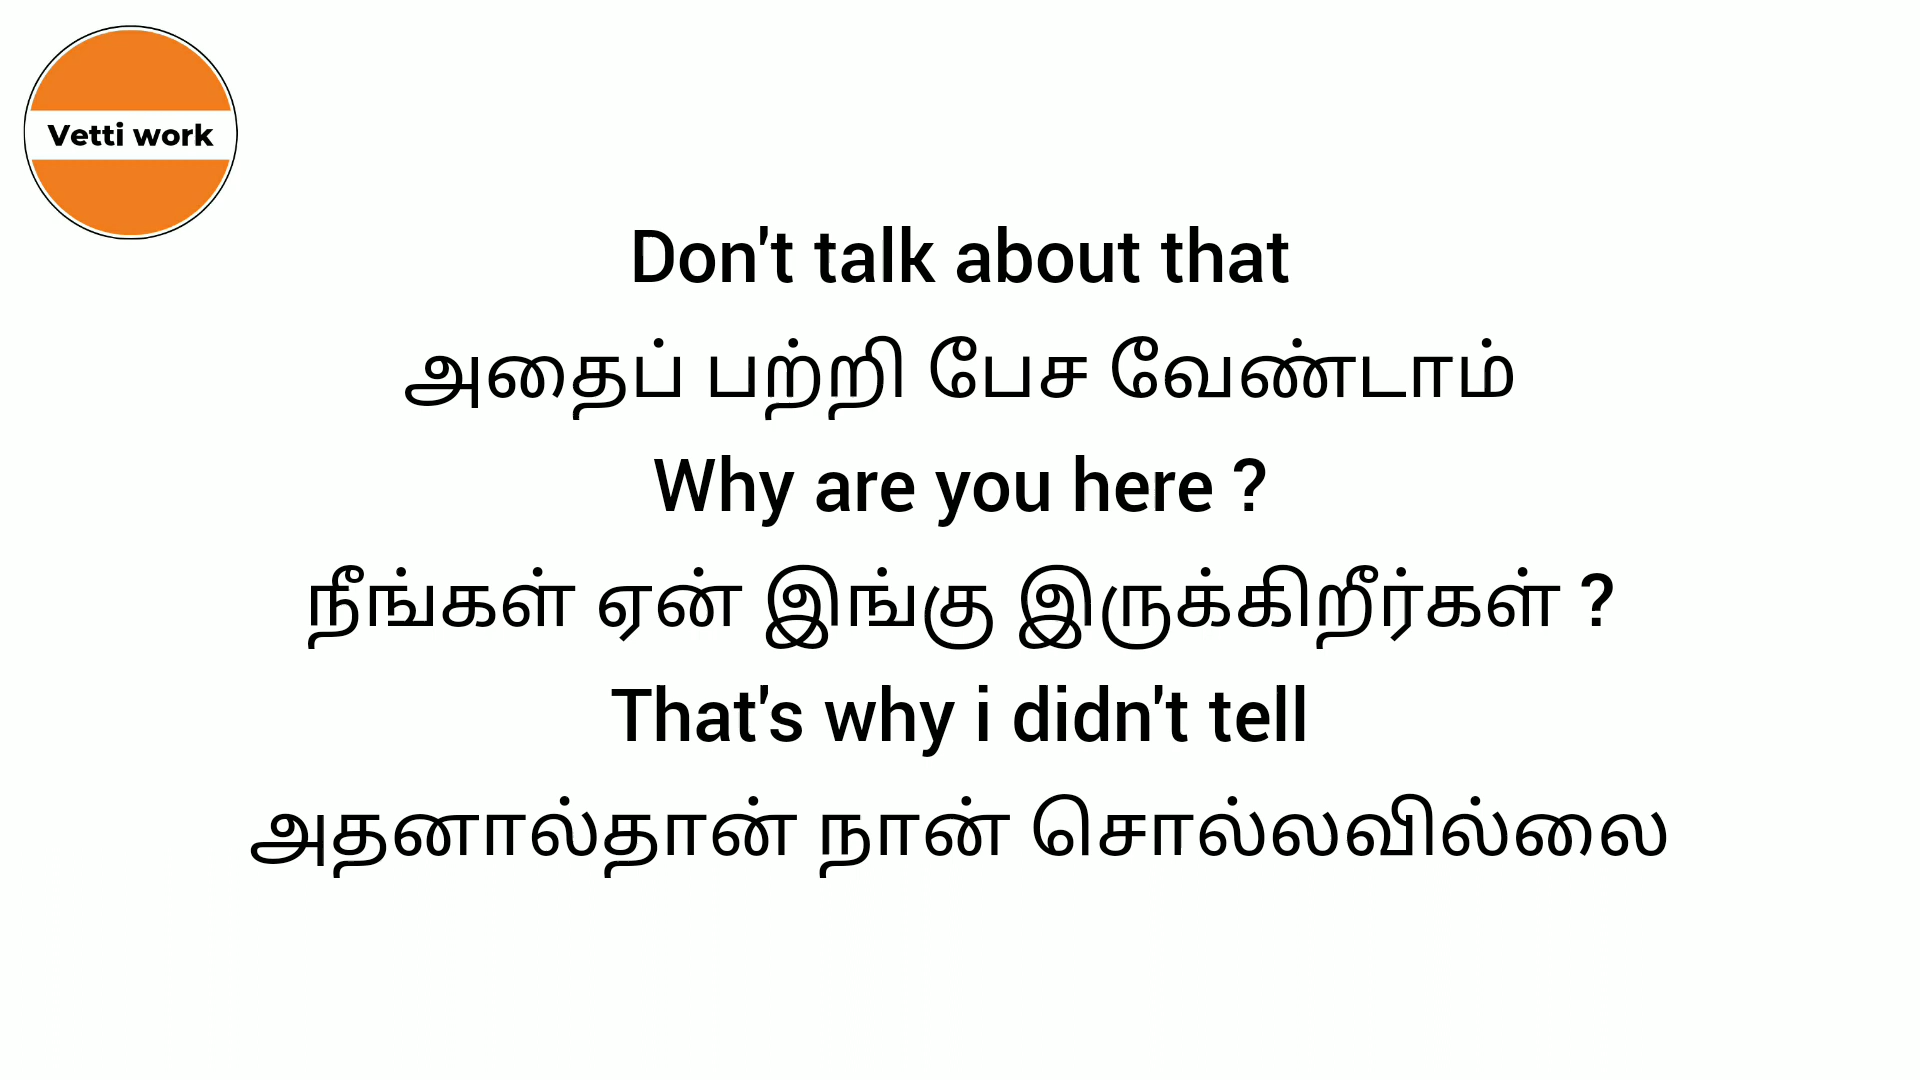 Vetti work
Don't talk about that
அதைப் பற்றி பேச வேண்டாம்
Why are you here ?
நீங்கள் ஏன் இங்கு இருக்கிறீர்கள் ?
That's why i didn't tell
அதனால்தான் நான் சொல்லவில்லை